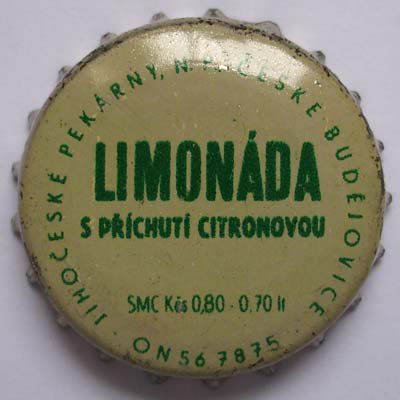 JIHOČESKÉ PEKÁRNY, N.P. ČESKÉ BUDĚJOVICE
LIMONÁDA
S PŘÍCHUTÍ CITRONOVOU
SMC Kčs 0,80 - 0,70 lt
- ON 56 7875 -